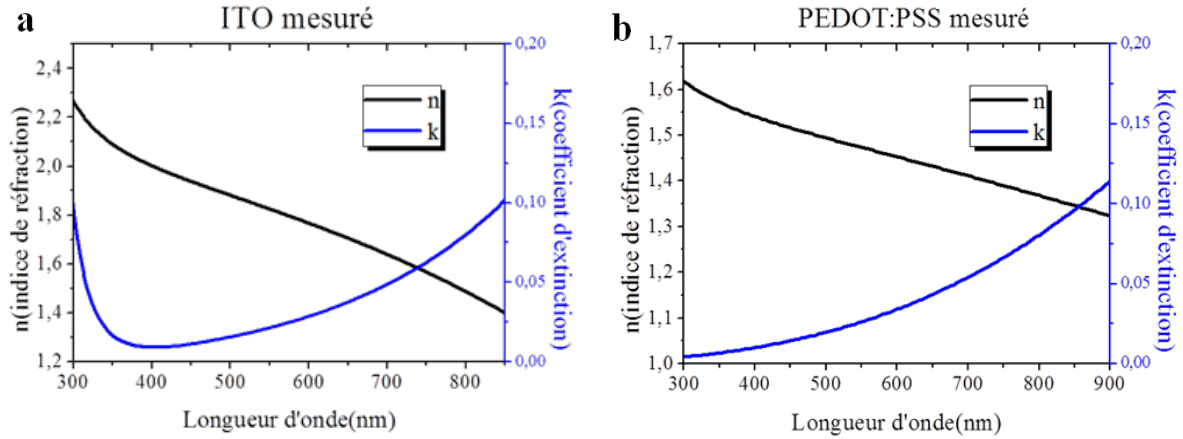 a
ITO mesuré
n(indice de réfraction)
2,4
2,2
2,0
1,8
1,6
1,4
1,2
n
k
0,20
0,15
0,10
0,05
0,00
k(coefficient d'extinction)
300 400 500 600 700 800
Longueur d'onde(nm)
b
PEDOT:PSS mesuré
n(indice de réfraction)
1,7
1,6
1,5
1,4
1,3
1,2
1,1
1,0
n
k
0,20
0,15
0,10
0,05
0,00
k(coefficient d'extinction)
300 400 500 600 700 800 900
Longueur d'onde(nm)